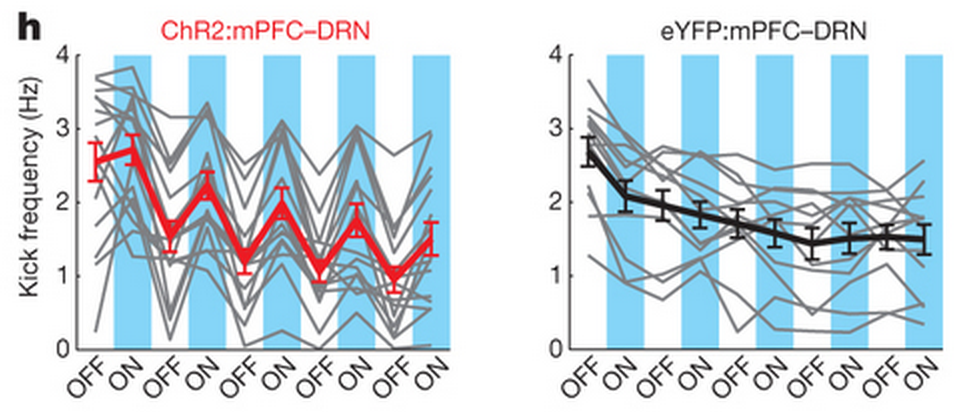 h
ChR2:mPFC–DRN
eYFP:mPFC–DRN
Kick frequency (Hz)
4
3
2
1
0
OFF ON OFF ON OFF ON OFF ON OFF ON
4
3
2
1
0
OFF ON OFF ON OFF ON OFF ON OFF ON